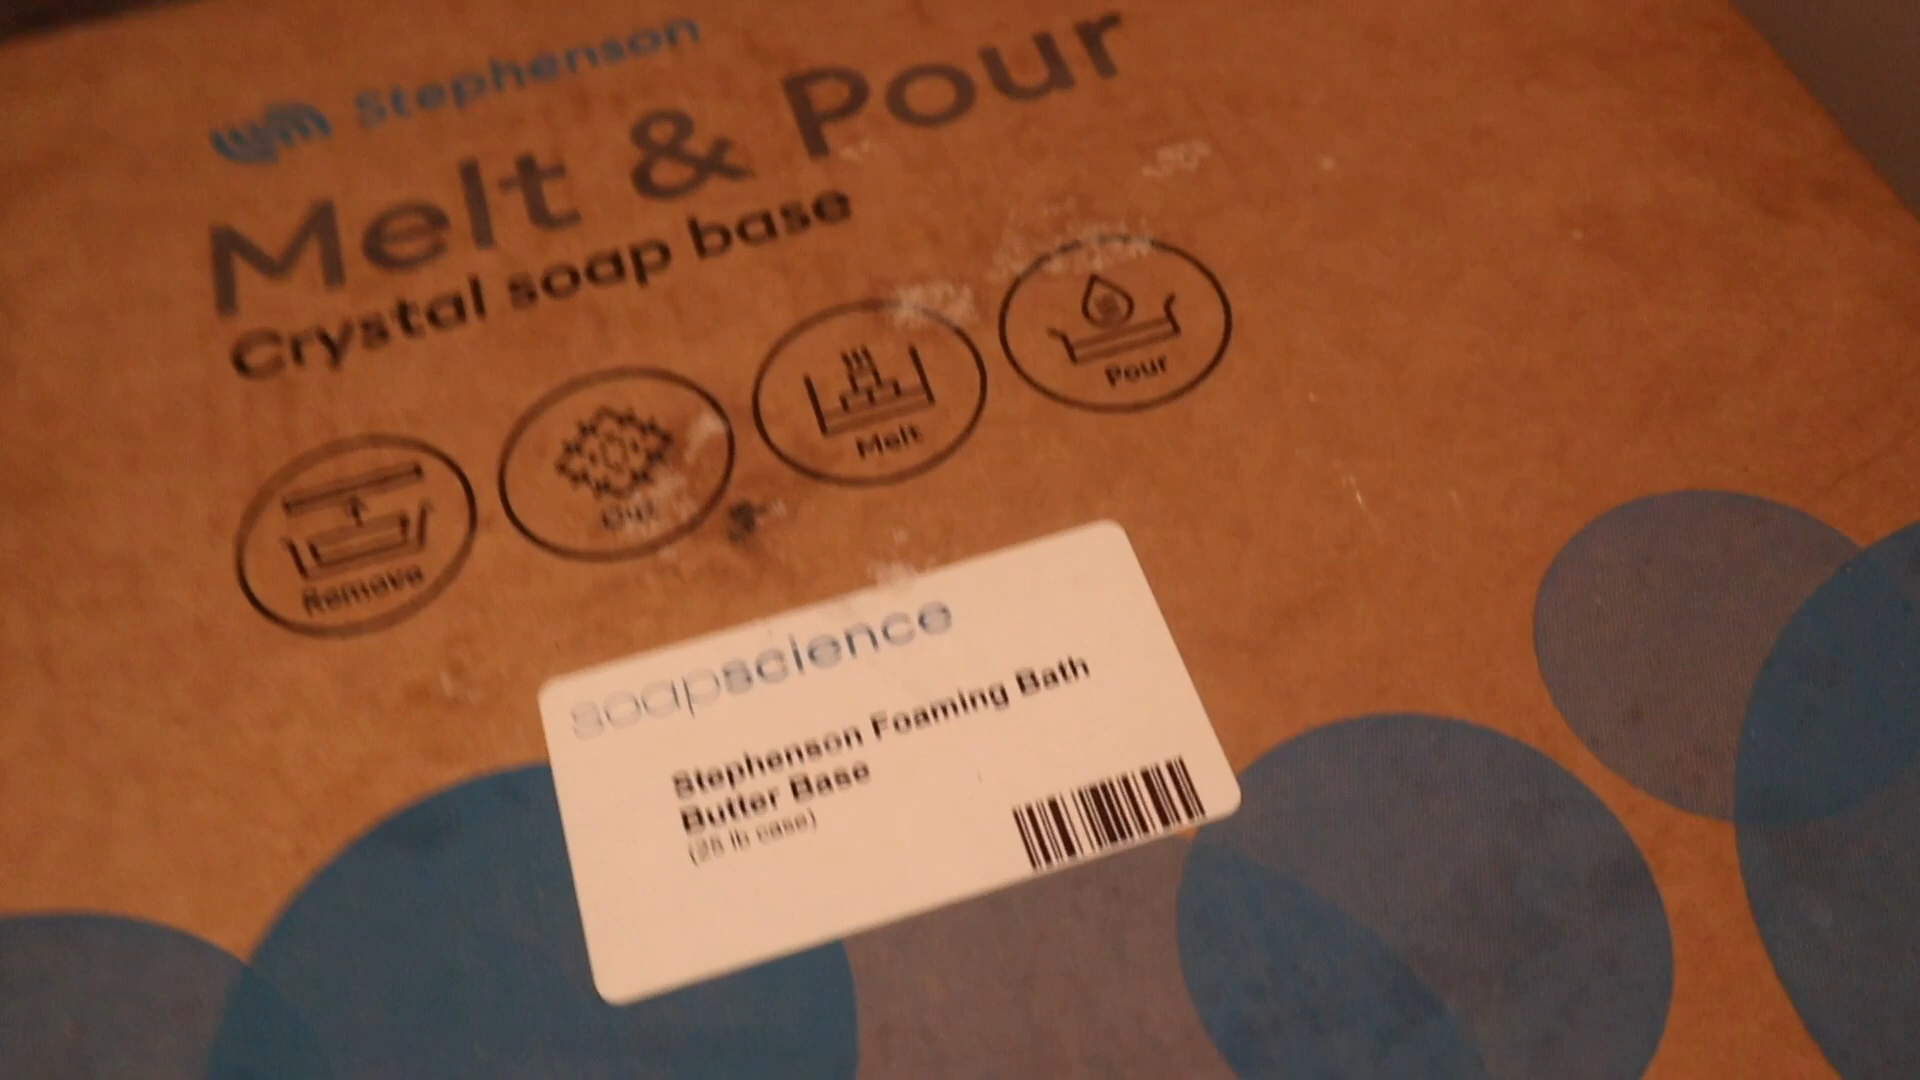 Stephenson
Melt & Pour
Crystal soap base
Remove
Cut
Melt
Pour
soapscience
Stephenson Foaming Bath
Butter Base
(25 lb case)